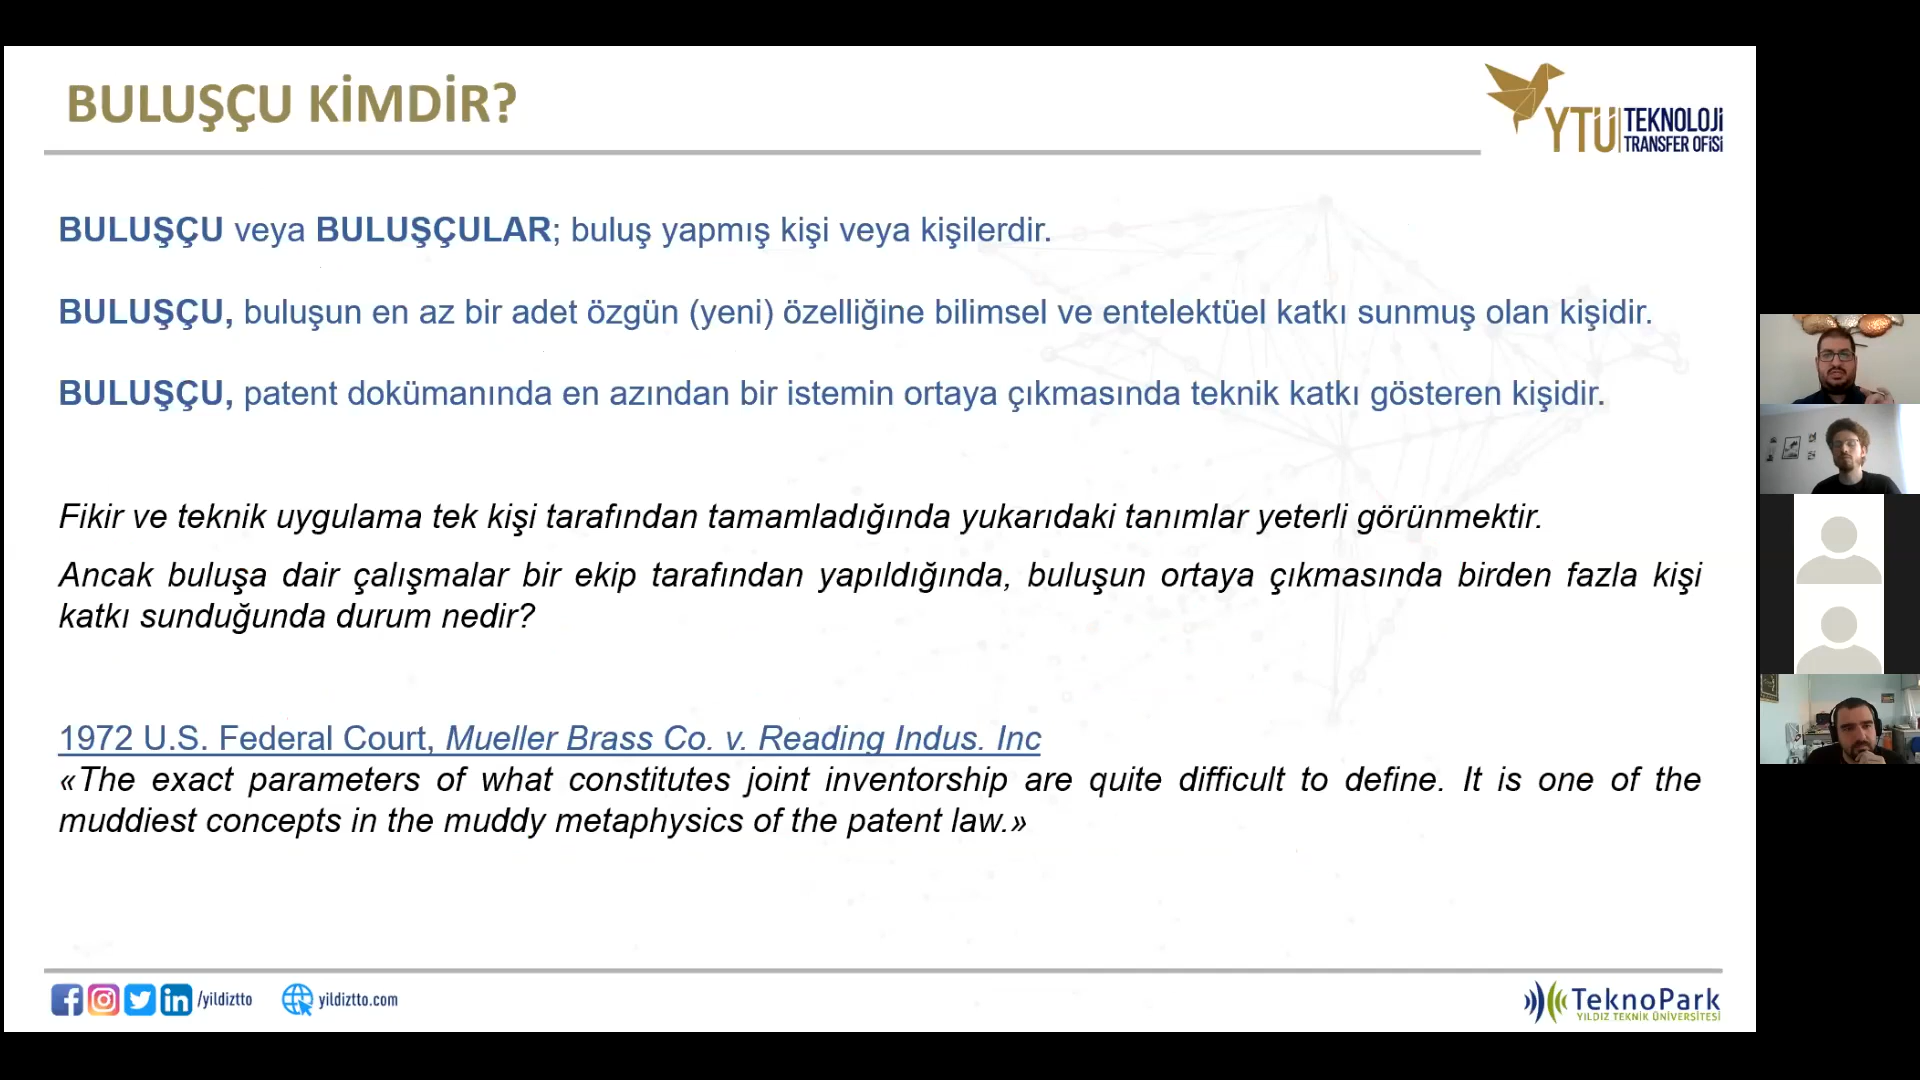 BULUŞÇU KİMDİR?
YTÜ TEKNOLOJİ
TRANSFER OFİSİ
BULUŞÇU veya BULUŞÇULAR; buluş yapmış kişi veya kişilerdir.
BULUŞÇU, buluşun en az bir adet özgün (yeni) özelliğine bilimsel ve entelektüel katkı sunmuş olan kişidir.
BULUŞÇU, patent dokümanında en azından bir istemin ortaya çıkmasında teknik katkı gösteren kişidir.
Fikir ve teknik uygulama tek kişi tarafından tamamladığında yukarıdaki tanımlar yeterli görünmektir.
Ancak buluşa dair çalışmalar bir ekip tarafından yapıldığında, buluşun ortaya çıkmasında birden fazla kişi
katkı sunduğunda durum nedir?
1972 U.S. Federal Court, Mueller Brass Co. v. Reading Indus. Inc
«The exact parameters of what constitutes joint inventorship are quite difficult to define. It is one of the
muddiest concepts in the muddy metaphysics of the patent law.»
/yildiztto yildiztto.com
TeknoPark
YILDIZ TEKNİK ÜNİVERSİTESİ